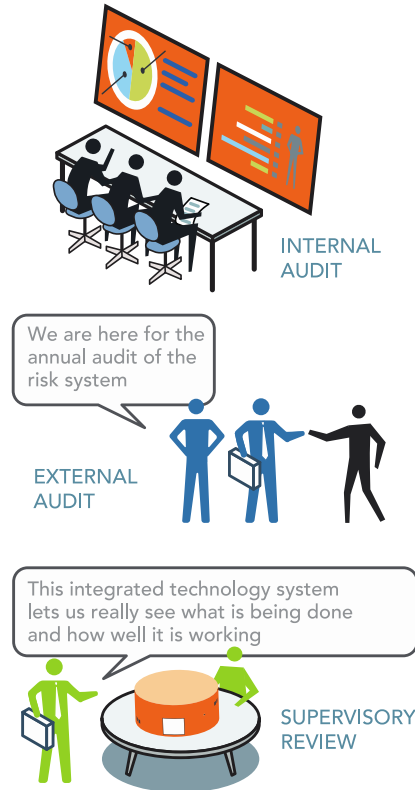 INTERNAL
AUDIT
We are here for the
annual audit of the
risk system
EXTERNAL
AUDIT
This integrated technology system
lets us really see what is being done
and how well it is working
SUPERVISORY
REVIEW